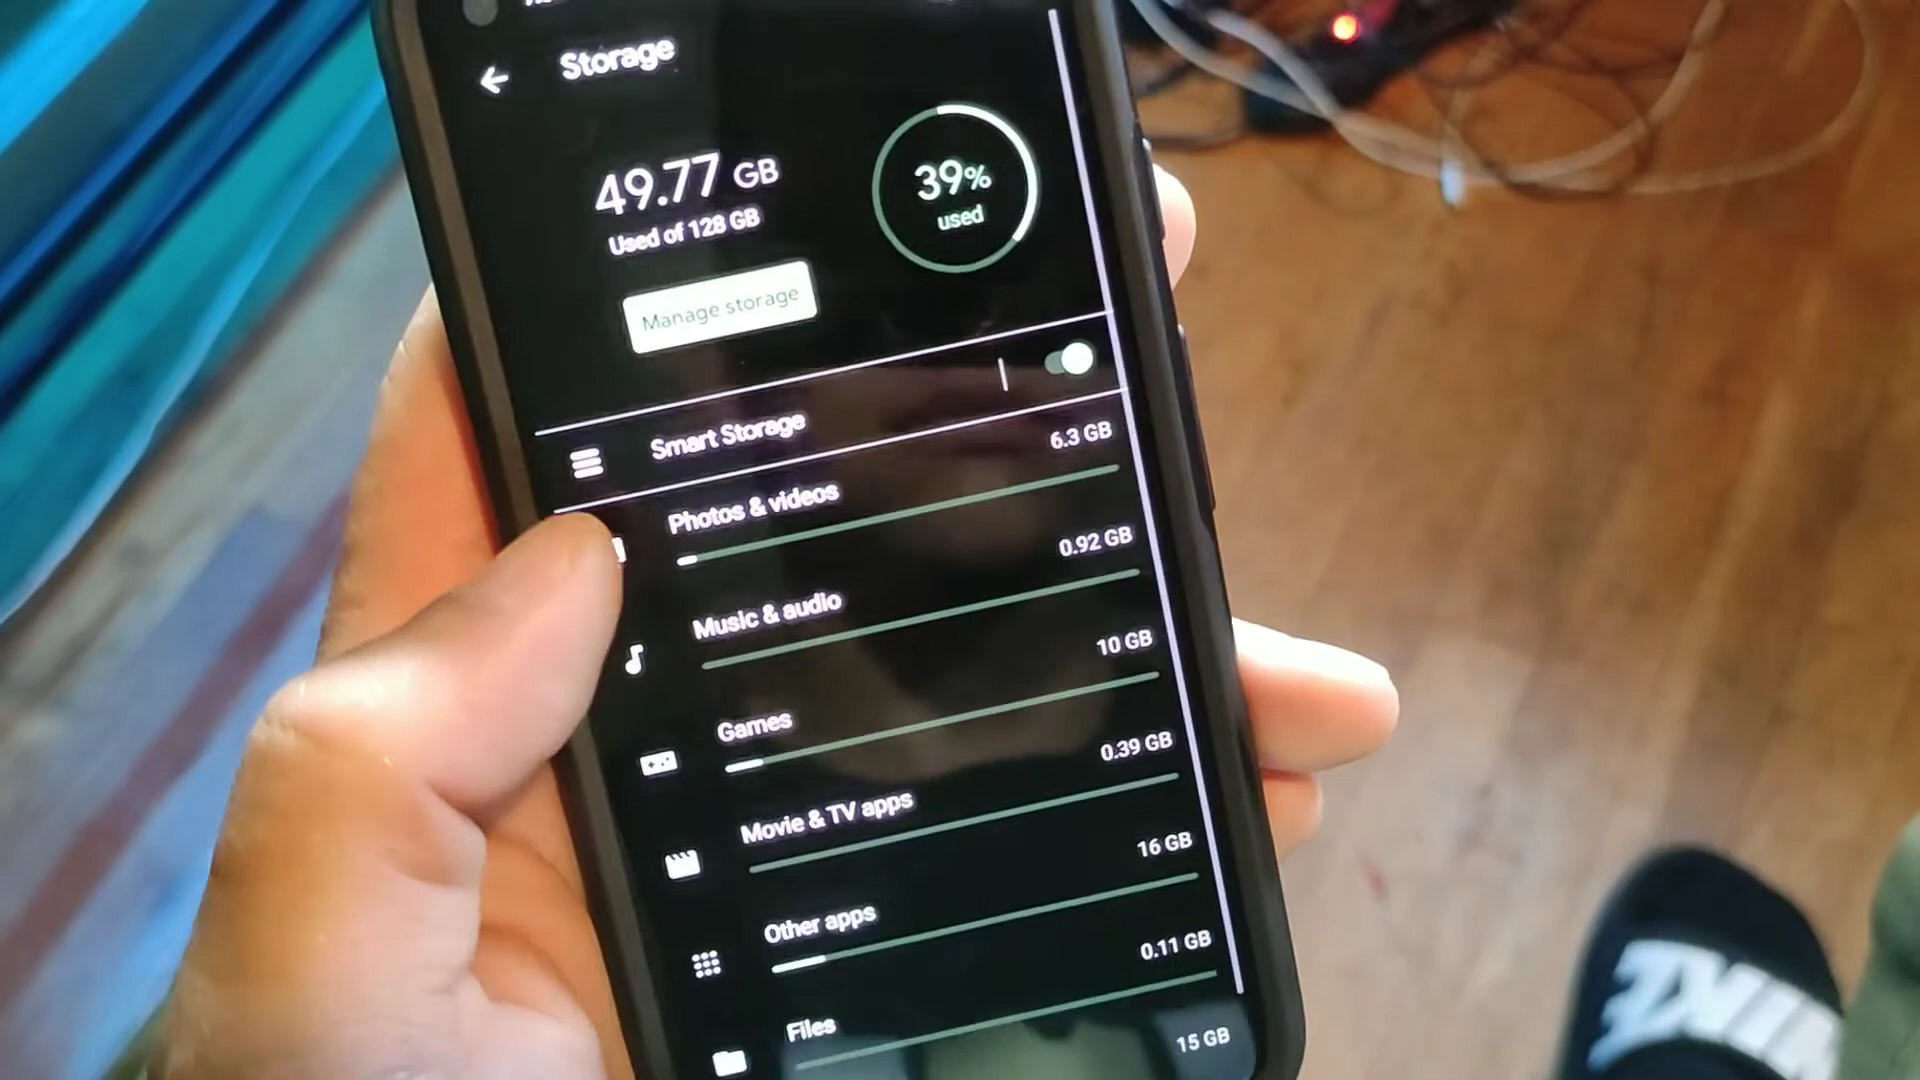 Storage
49.77 GB
Used of 128 GB
39%
used
Manage storage
Smart Storage
Photos & videos
6.3 GB
Music & audio
0.92 GB
Games
10 GB
Movie & TV apps
0.39 GB
Other apps
16 GB
Files
0.11 GB
15 GB
NIKE